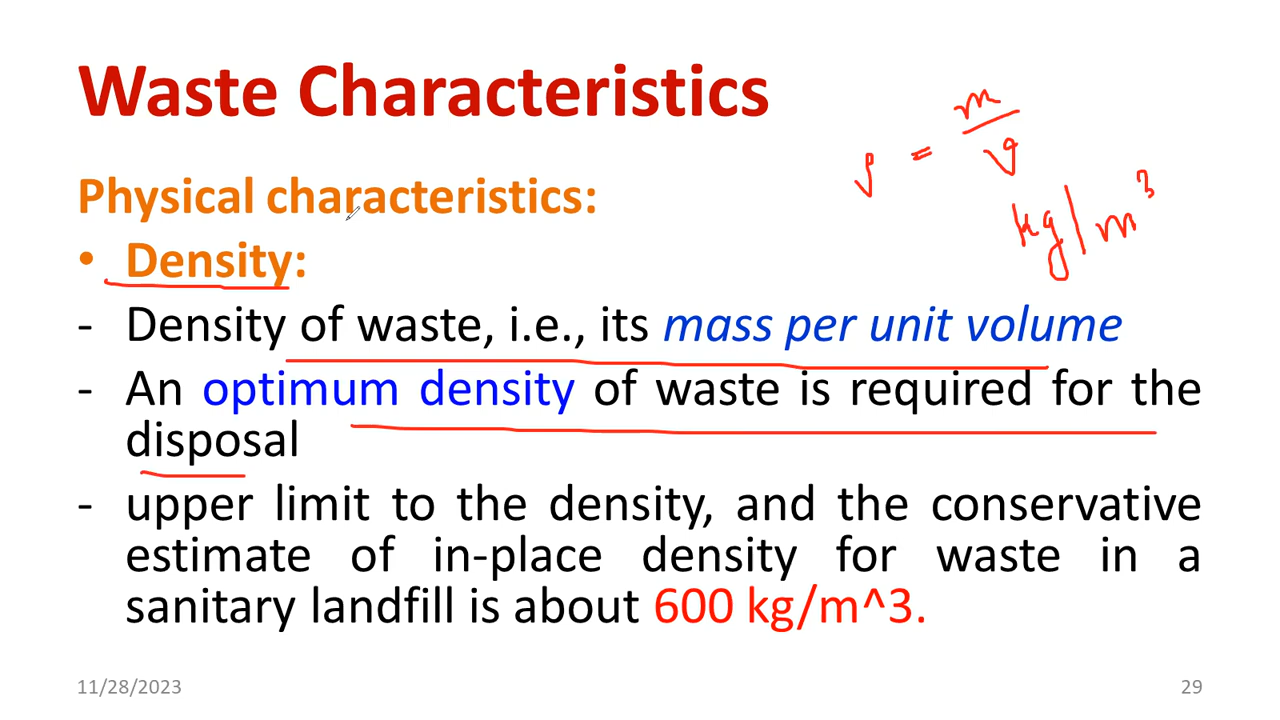 Waste Characteristics
ρ = m/v
kg/m³
Physical characteristics:
• Density:
- Density of waste, i.e., its mass per unit volume
- An optimum density of waste is required for the
disposal
- upper limit to the density, and the conservative
estimate of in-place density for waste in a
sanitary landfill is about 600 kg/m^3.
11/28/2023
29